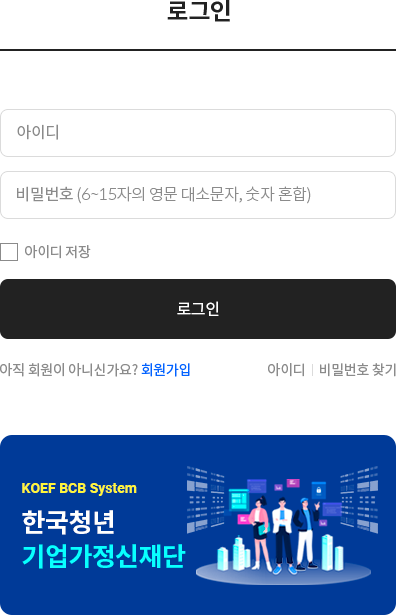 로그인
아이디
비밀번호 (6~15자의 영문 대소문자, 숫자 혼합)
아이디 저장
로그인
아직 회원이 아니신가요? 회원가입 아이디 | 비밀번호 찾기
KOEF BCB System
한국청년
기업가정신재단